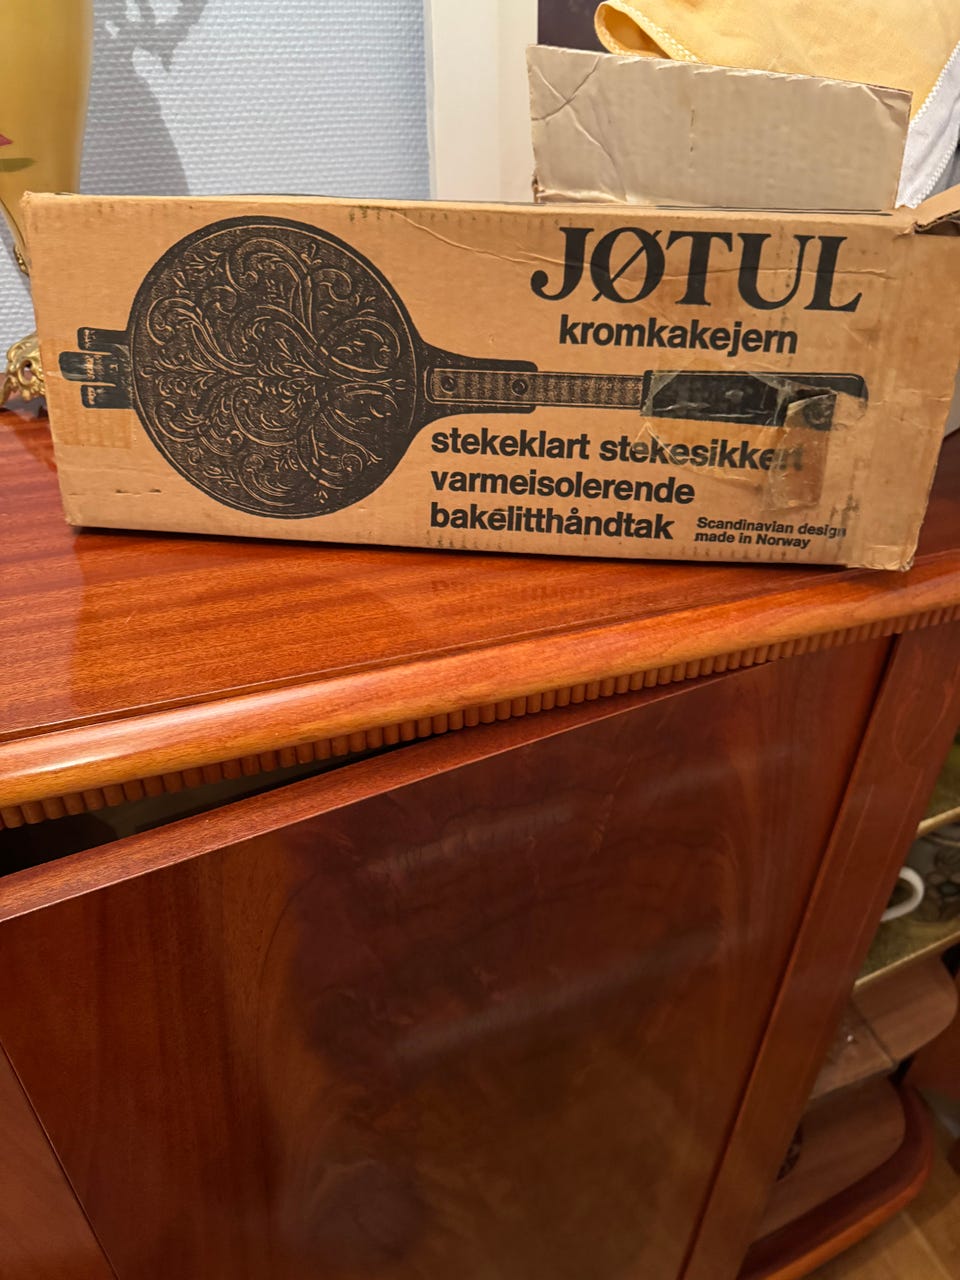 JØTUL
kromkakejern
stekeklart stekesikkert
varmeisolerende
bakelitthåndtak
Scandinavian design
made in Norway